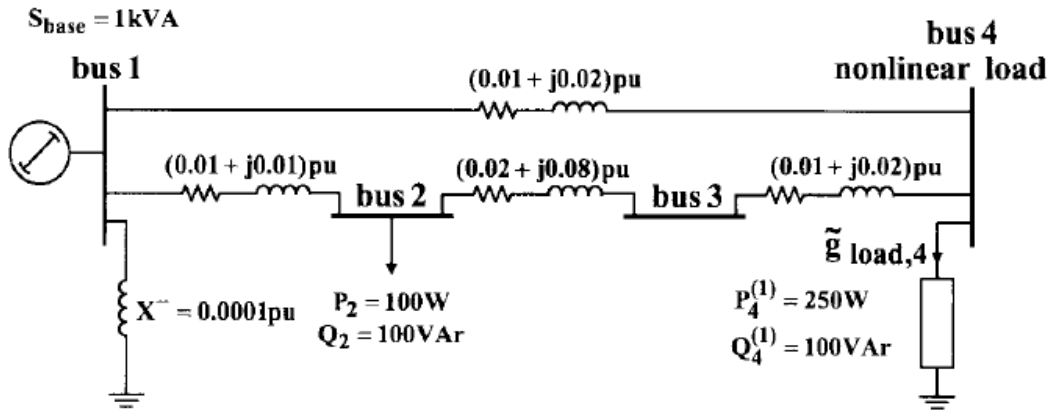 S_base = 1kVA
bus 1
bus 4
nonlinear load
(0.01 + j0.02)pu
(0.01 + j0.01)pu
bus 2
(0.02 + j0.08)pu
bus 3
(0.01 + j0.02)pu
g̃ load,4
X⁻ = 0.0001pu
P₂ = 100W
Q₂ = 100VAr
P₄⁽¹⁾ = 250W
Q₄⁽¹⁾ = 100VAr